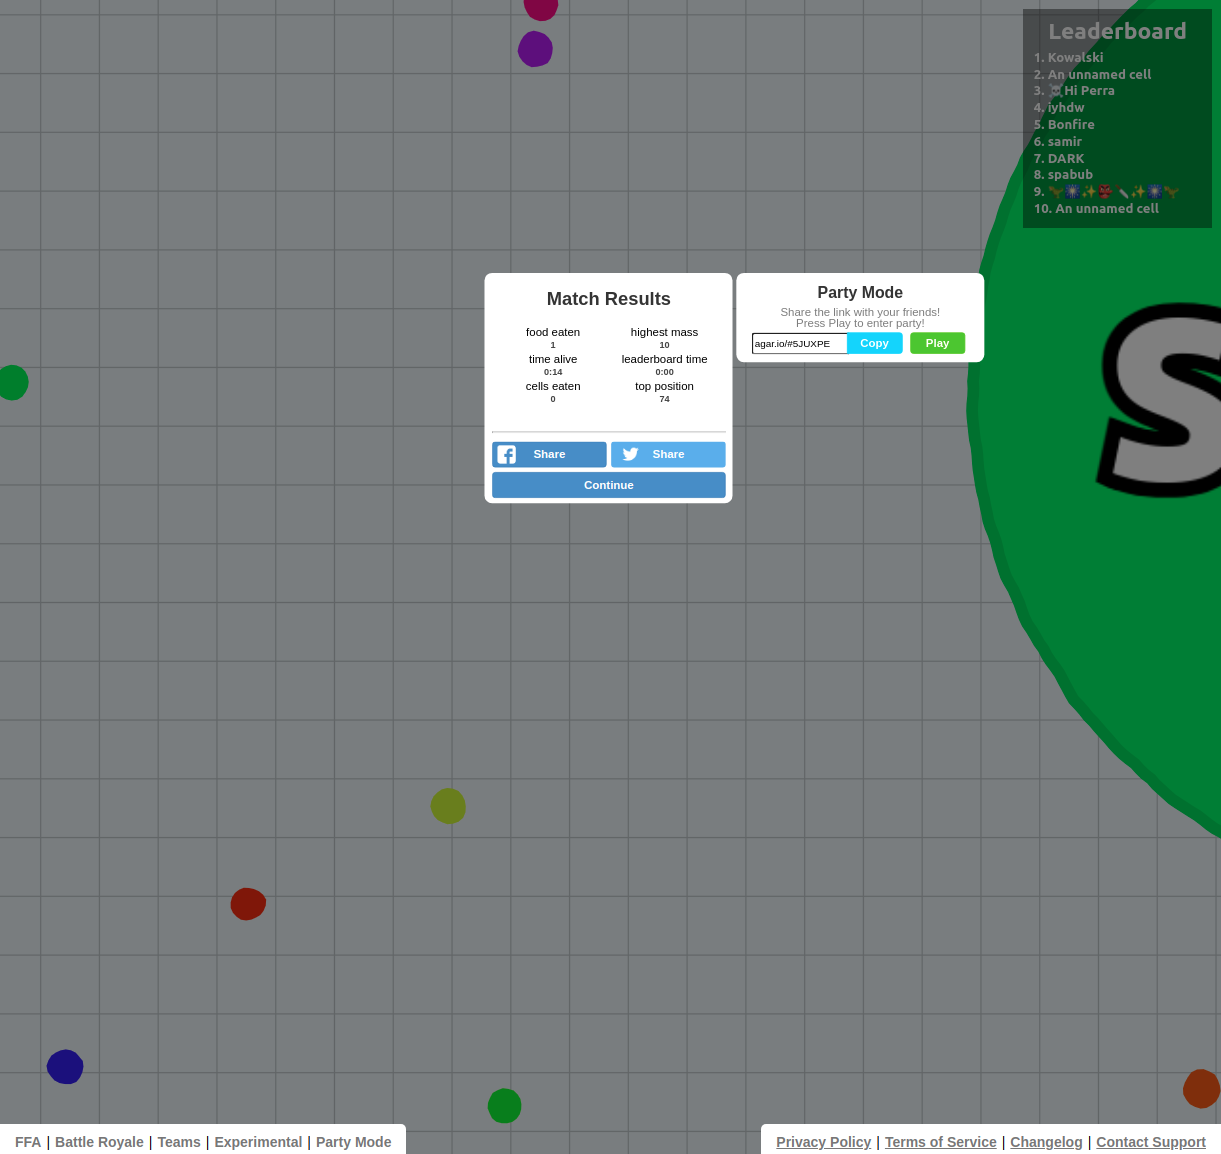 Leaderboard
1. Kowalski
2. An unnamed cell
3. ☠️Hi Perra
4. iyhdw
5. Bonfire
6. samir
7. DARK
8. spabub
9. 🦖🎆✨👺🔪✨🎆🦖
10. An unnamed cell
Match Results
food eaten highest mass
1 10
time alive leaderboard time
0:14 0:00
cells eaten top position
0 74
Share Share
Continue
Party Mode
Share the link with your friends!
Press Play to enter party!
agar.io/#5JUXPE Copy Play
S
FFA | Battle Royale | Teams | Experimental | Party Mode
Privacy Policy | Terms of Service | Changelog | Contact Support